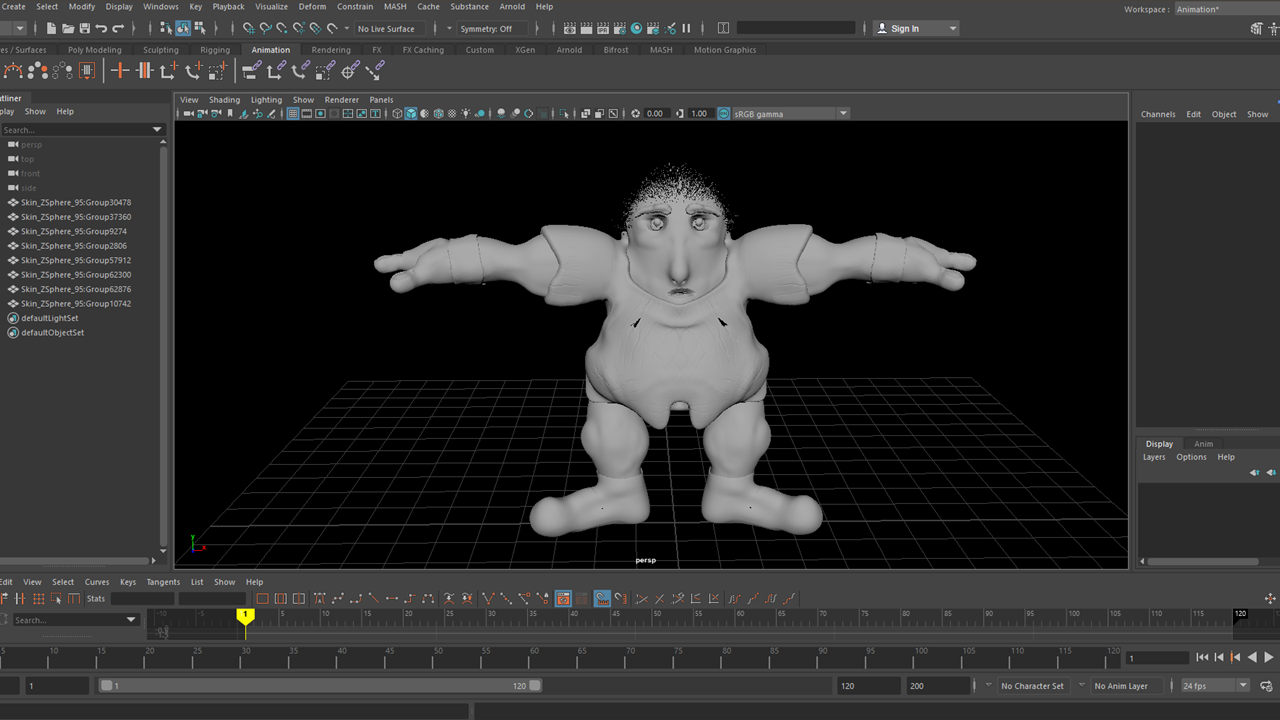 Create Select Modify Display Windows Key Playback Visualize Deform Constrain MASH Cache Substance Arnold Help
Workspace : Animation*
No Live Surface Symmetry: Off Sign In
es / Surfaces Poly Modeling Sculpting Rigging Animation Rendering FX FX Caching Custom XGen Arnold Bifrost MASH Motion Graphics
utliner
View Shading Lighting Show Renderer Panels
play Show Help
0.00 1.00 sRGB gamma
Channels Edit Object Show
Search...
persp
top
front
side
Skin_ZSphere_95:Group30478
Skin_ZSphere_95:Group37360
Skin_ZSphere_95:Group9274
Skin_ZSphere_95:Group2806
Skin_ZSphere_95:Group57912
Skin_ZSphere_95:Group62300
Skin_ZSphere_95:Group62876
Skin_ZSphere_95:Group10742
defaultLightSet
defaultObjectSet
Display Anim
Layers Options Help
y
x
persp
Edit View Select Curves Keys Tangents List Show Help
Stats
-10 -5 1 5 10 15 20 25 30 35 40 45 50 55 60 65 70 75 80 85 90 95 100 105 110 115 120
Search...
5 10 15 20 25 30 35 40 45 50 55 60 65 70 75 80 85 90 95 100 105 110 115 120 1
1 1 120 120 200 No Character Set No Anim Layer 24 fps